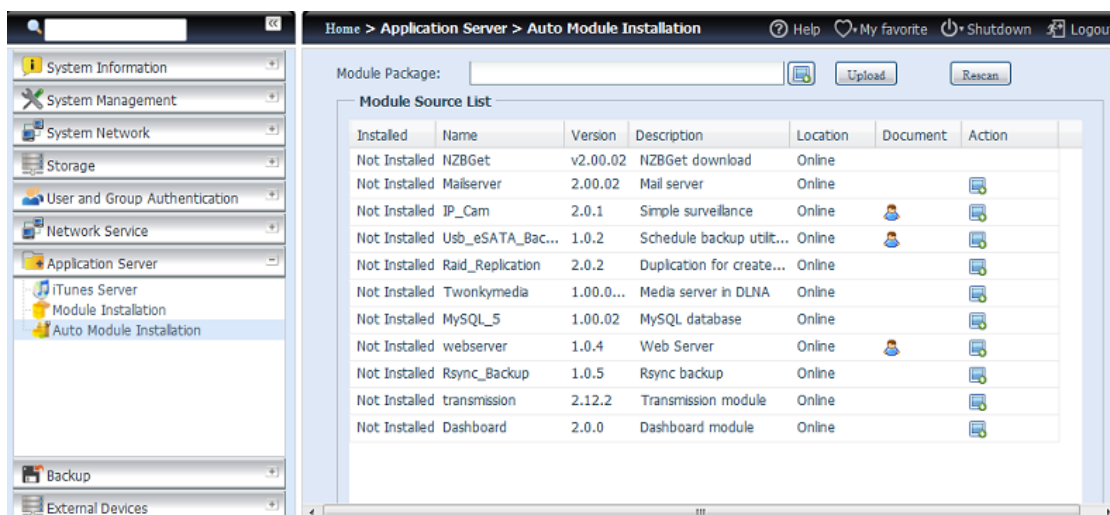 Home > Application Server > Auto Module Installation
Help
My favorite
Shutdown
Logou
System Information
System Management
System Network
Storage
User and Group Authentication
Network Service
Application Server
iTunes Server
Module Installation
Auto Module Installation
Backup
External Devices
Module Package:
Upload
Rescan
Module Source List
Installed Name Version Description Location Document Action
Not Installed NZBGet v2.00.02 NZBGet download Online
Not Installed Mailserver 2.00.02 Mail server Online
Not Installed IP_Cam 2.0.1 Simple surveillance Online
Not Installed Usb_eSATA_Bac... 1.0.2 Schedule backup utilit... Online
Not Installed Raid_Replication 2.0.2 Duplication for create... Online
Not Installed Twonkymedia 1.00.0... Media server in DLNA Online
Not Installed MySQL_5 1.00.02 MySQL database Online
Not Installed webserver 1.0.4 Web Server Online
Not Installed Rsync_Backup 1.0.5 Rsync backup Online
Not Installed transmission 2.12.2 Transmission module Online
Not Installed Dashboard 2.0.0 Dashboard module Online